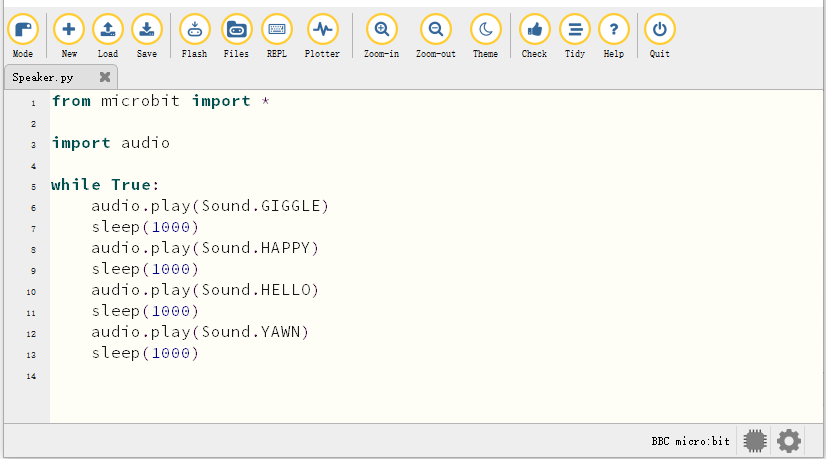 Mode New Load Save Flash Files REPL Plotter Zoom-in Zoom-out Theme Check Tidy Help Quit
Speaker.py
1 from microbit import *
2
3 import audio
4
5 while True:
6     audio.play(Sound.GIGGLE)
7     sleep(1000)
8     audio.play(Sound.HAPPY)
9     sleep(1000)
10     audio.play(Sound.HELLO)
11     sleep(1000)
12     audio.play(Sound.YAWN)
13     sleep(1000)
14
BBC micro:bit